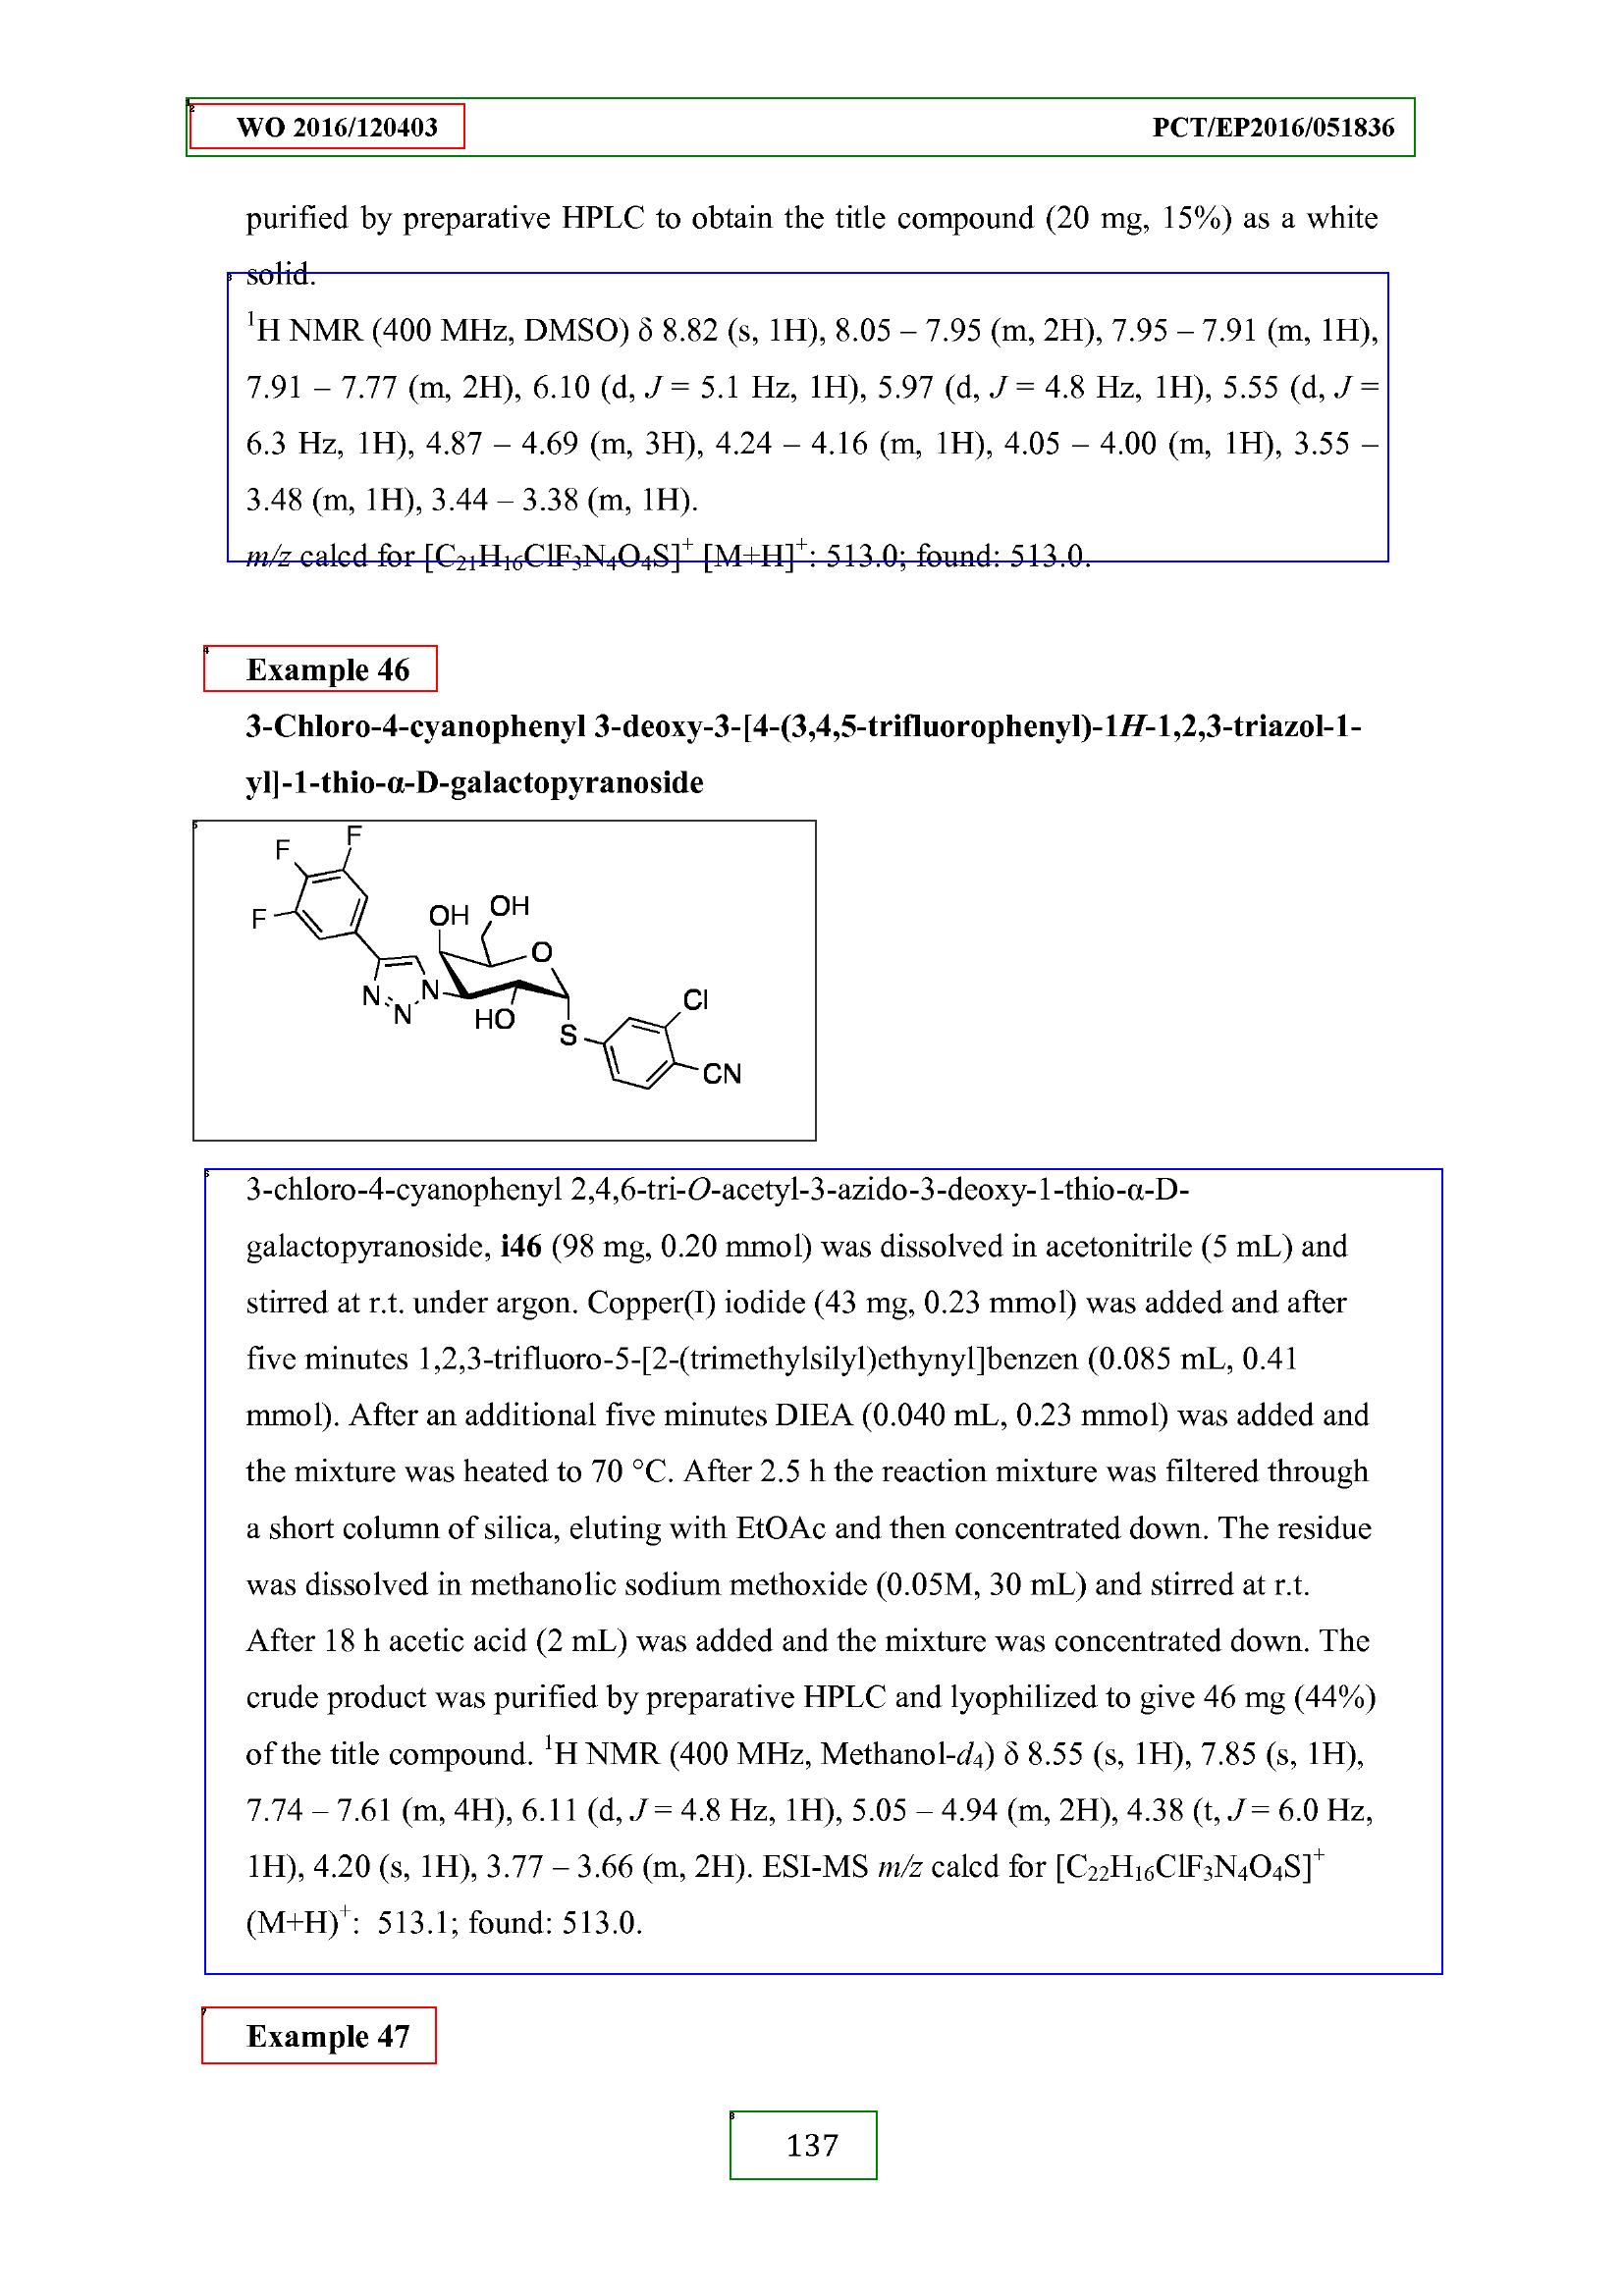 WO 2016/120403 PCT/EP2016/051836
purified by preparative HPLC to obtain the title compound (20 mg, 15%) as a white
solid.
¹H NMR (400 MHz, DMSO) δ 8.82 (s, 1H), 8.05 – 7.95 (m, 2H), 7.95 – 7.91 (m, 1H),
7.91 – 7.77 (m, 2H), 6.10 (d, J = 5.1 Hz, 1H), 5.97 (d, J = 4.8 Hz, 1H), 5.55 (d, J =
6.3 Hz, 1H), 4.87 – 4.69 (m, 3H), 4.24 – 4.16 (m, 1H), 4.05 – 4.00 (m, 1H), 3.55 –
3.48 (m, 1H), 3.44 – 3.38 (m, 1H).
m/z calcd for [C₂₁H₁₆ClF₃N₄O₄S]⁺ [M+H]⁺: 513.0; found: 513.0.
Example 46
3-Chloro-4-cyanophenyl 3-deoxy-3-[4-(3,4,5-trifluorophenyl)-1H-1,2,3-triazol-1-
yl]-1-thio-α-D-galactopyranoside
F
F
F
OH
OH
O
N
N
N
HO
S
Cl
CN
3-chloro-4-cyanophenyl 2,4,6-tri-O-acetyl-3-azido-3-deoxy-1-thio-α-D-
galactopyranoside, i46 (98 mg, 0.20 mmol) was dissolved in acetonitrile (5 mL) and
stirred at r.t. under argon. Copper(I) iodide (43 mg, 0.23 mmol) was added and after
five minutes 1,2,3-trifluoro-5-[2-(trimethylsilyl)ethynyl]benzen (0.085 mL, 0.41
mmol). After an additional five minutes DIEA (0.040 mL, 0.23 mmol) was added and
the mixture was heated to 70 °C. After 2.5 h the reaction mixture was filtered through
a short column of silica, eluting with EtOAc and then concentrated down. The residue
was dissolved in methanolic sodium methoxide (0.05M, 30 mL) and stirred at r.t.
After 18 h acetic acid (2 mL) was added and the mixture was concentrated down. The
crude product was purified by preparative HPLC and lyophilized to give 46 mg (44%)
of the title compound. ¹H NMR (400 MHz, Methanol-d₄) δ 8.55 (s, 1H), 7.85 (s, 1H),
7.74 – 7.61 (m, 4H), 6.11 (d, J = 4.8 Hz, 1H), 5.05 – 4.94 (m, 2H), 4.38 (t, J = 6.0 Hz,
1H), 4.20 (s, 1H), 3.77 – 3.66 (m, 2H). ESI-MS m/z calcd for [C₂₂H₁₆ClF₃N₄O₄S]⁺
(M+H)⁺: 513.1; found: 513.0.
Example 47
137